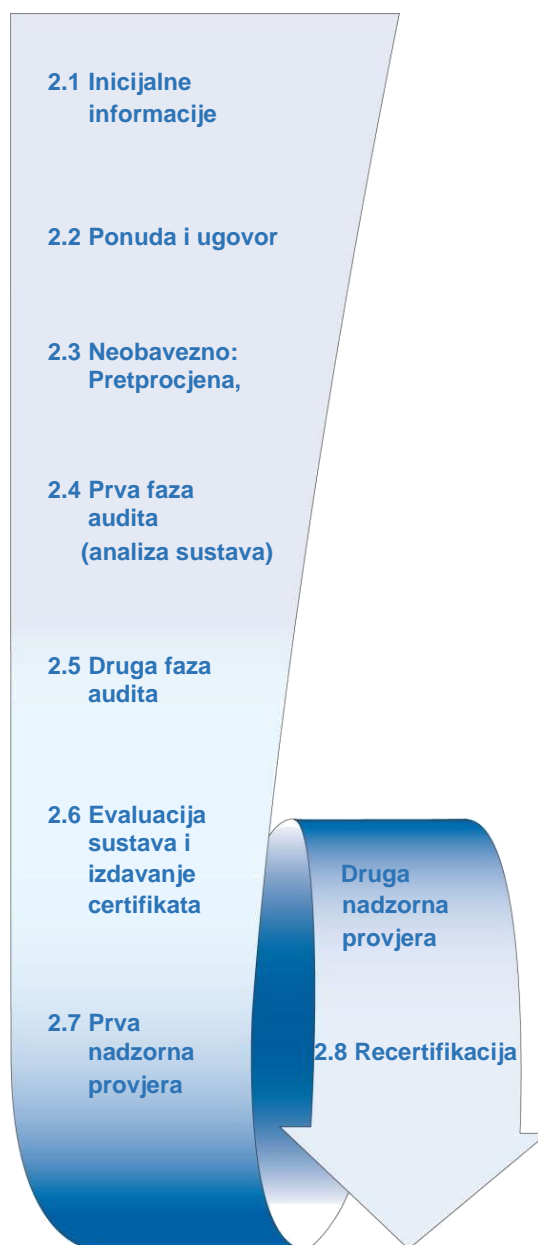 2.1 Inicijalne
informacije
2.2 Ponuda i ugovor
2.3 Neobavezno:
Pretprocjena,
2.4 Prva faza
audita
(analiza sustava)
2.5 Druga faza
audita
2.6 Evaluacija
sustava i
izdavanje
certifikata
2.7 Prva
nadzorna
provjera
Druga
nadzorna
provjera
2.8 Recertifikacija